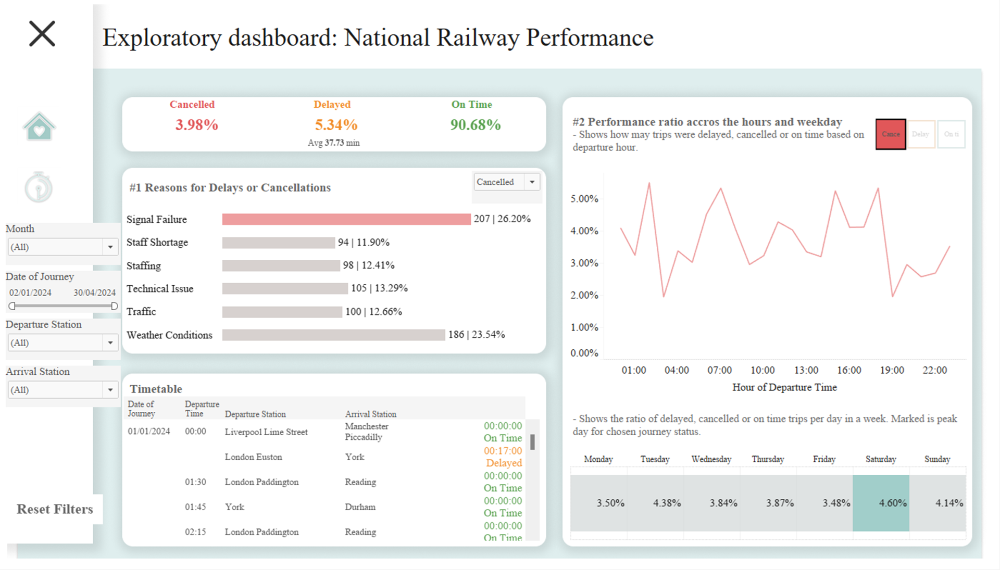 Exploratory dashboard: National Railway Performance
Cancelled
3.98%
Delayed
5.34%
Avg 37.73 min
On Time
90.68%
Month
(All)
Date of Journey
02/01/2024 30/04/2024
Departure Station
(All)
Arrival Station
(All)
Reset Filters
#1 Reasons for Delays or Cancellations
Cancelled
Signal Failure 207 | 26.20%
Staff Shortage 94 | 11.90%
Staffing 98 | 12.41%
Technical Issue 105 | 13.29%
Traffic 100 | 12.66%
Weather Conditions 186 | 23.54%
Timetable
Date of Journey Departure Time Departure Station Arrival Station
01/01/2024 00:00 Liverpool Lime Street Manchester Piccadilly 00:00:00 On Time
London Euston York 00:17:00 Delayed
01:30 London Paddington Reading 00:00:00 On Time
01:45 York Durham 00:00:00 On Time
02:15 London Paddington Reading 00:00:00 On Time
#2 Performance ratio accros the hours and weekday
- Shows how may trips were delayed, cancelled or on time based on
departure hour.
Cance Delay On ti
5.00%
4.00%
3.00%
2.00%
1.00%
0.00%
01:00 04:00 07:00 10:00 13:00 16:00 19:00 22:00
Hour of Departure Time
- Shows the ratio of delayed, cancelled or on time trips per day in a week. Marked is peak
day for chosen journey status.
Monday Tuesday Wednesday Thursday Friday Saturday Sunday
3.50% 4.38% 3.84% 3.87% 3.48% 4.60% 4.14%